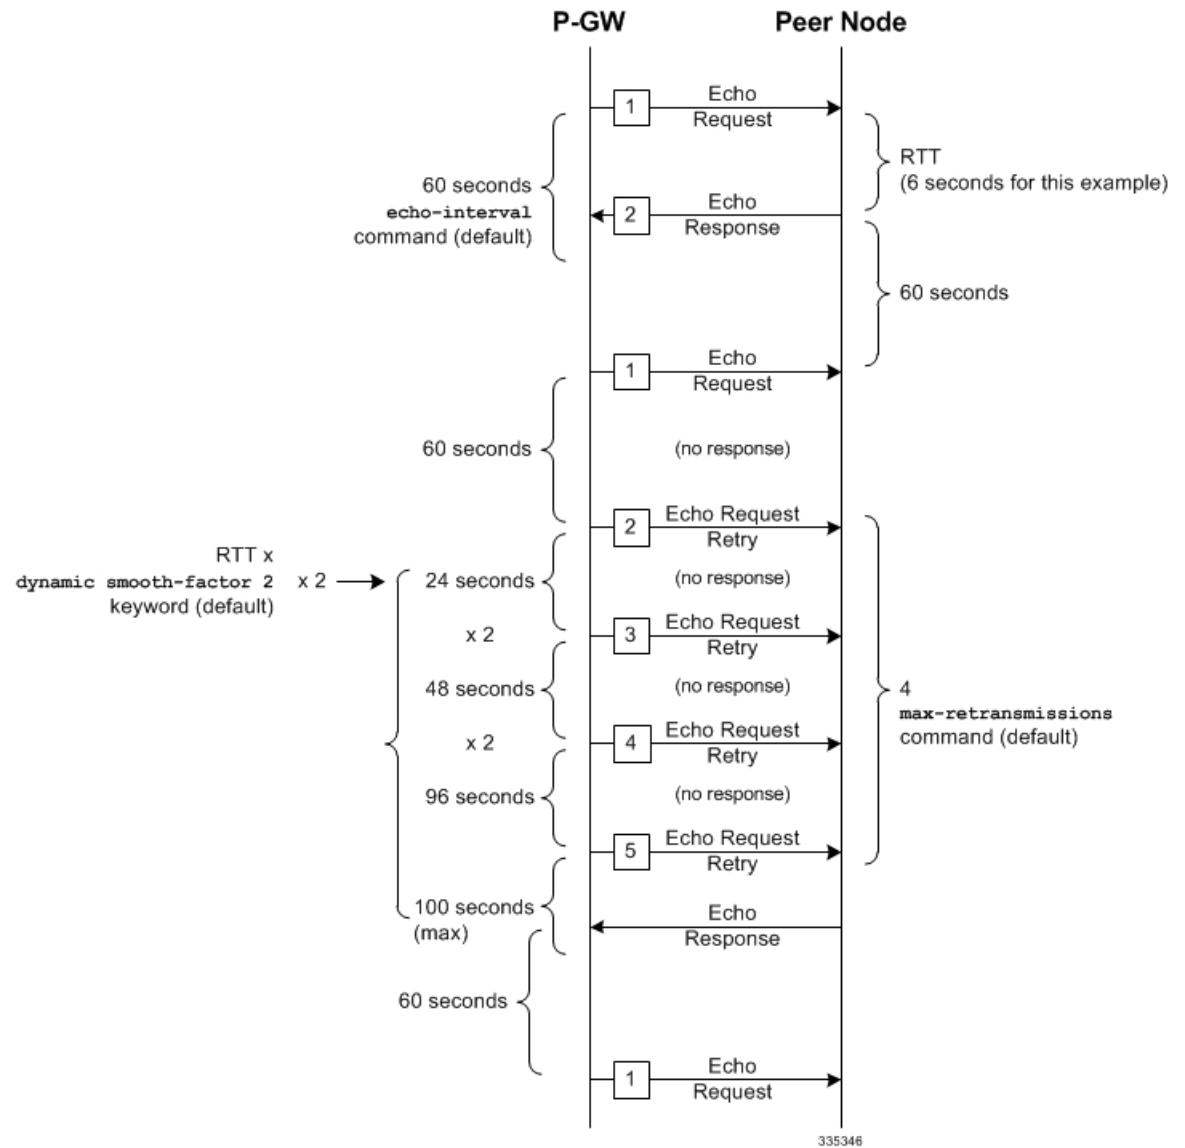 P-GW
Peer Node
1
Echo
Request
RTT
(6 seconds for this example)
60 seconds
echo-interval
command (default)
2
Echo
Response
60 seconds
1
Echo
Request
60 seconds
(no response)
2
Echo Request
Retry
RTT x
dynamic smooth-factor 2 x 2
keyword (default)
24 seconds
(no response)
x 2
3
Echo Request
Retry
48 seconds
(no response)
4
max-retransmissions
command (default)
x 2
4
Echo Request
Retry
96 seconds
(no response)
5
Echo Request
Retry
100 seconds
(max)
Echo
Response
60 seconds
1
Echo
Request
335346